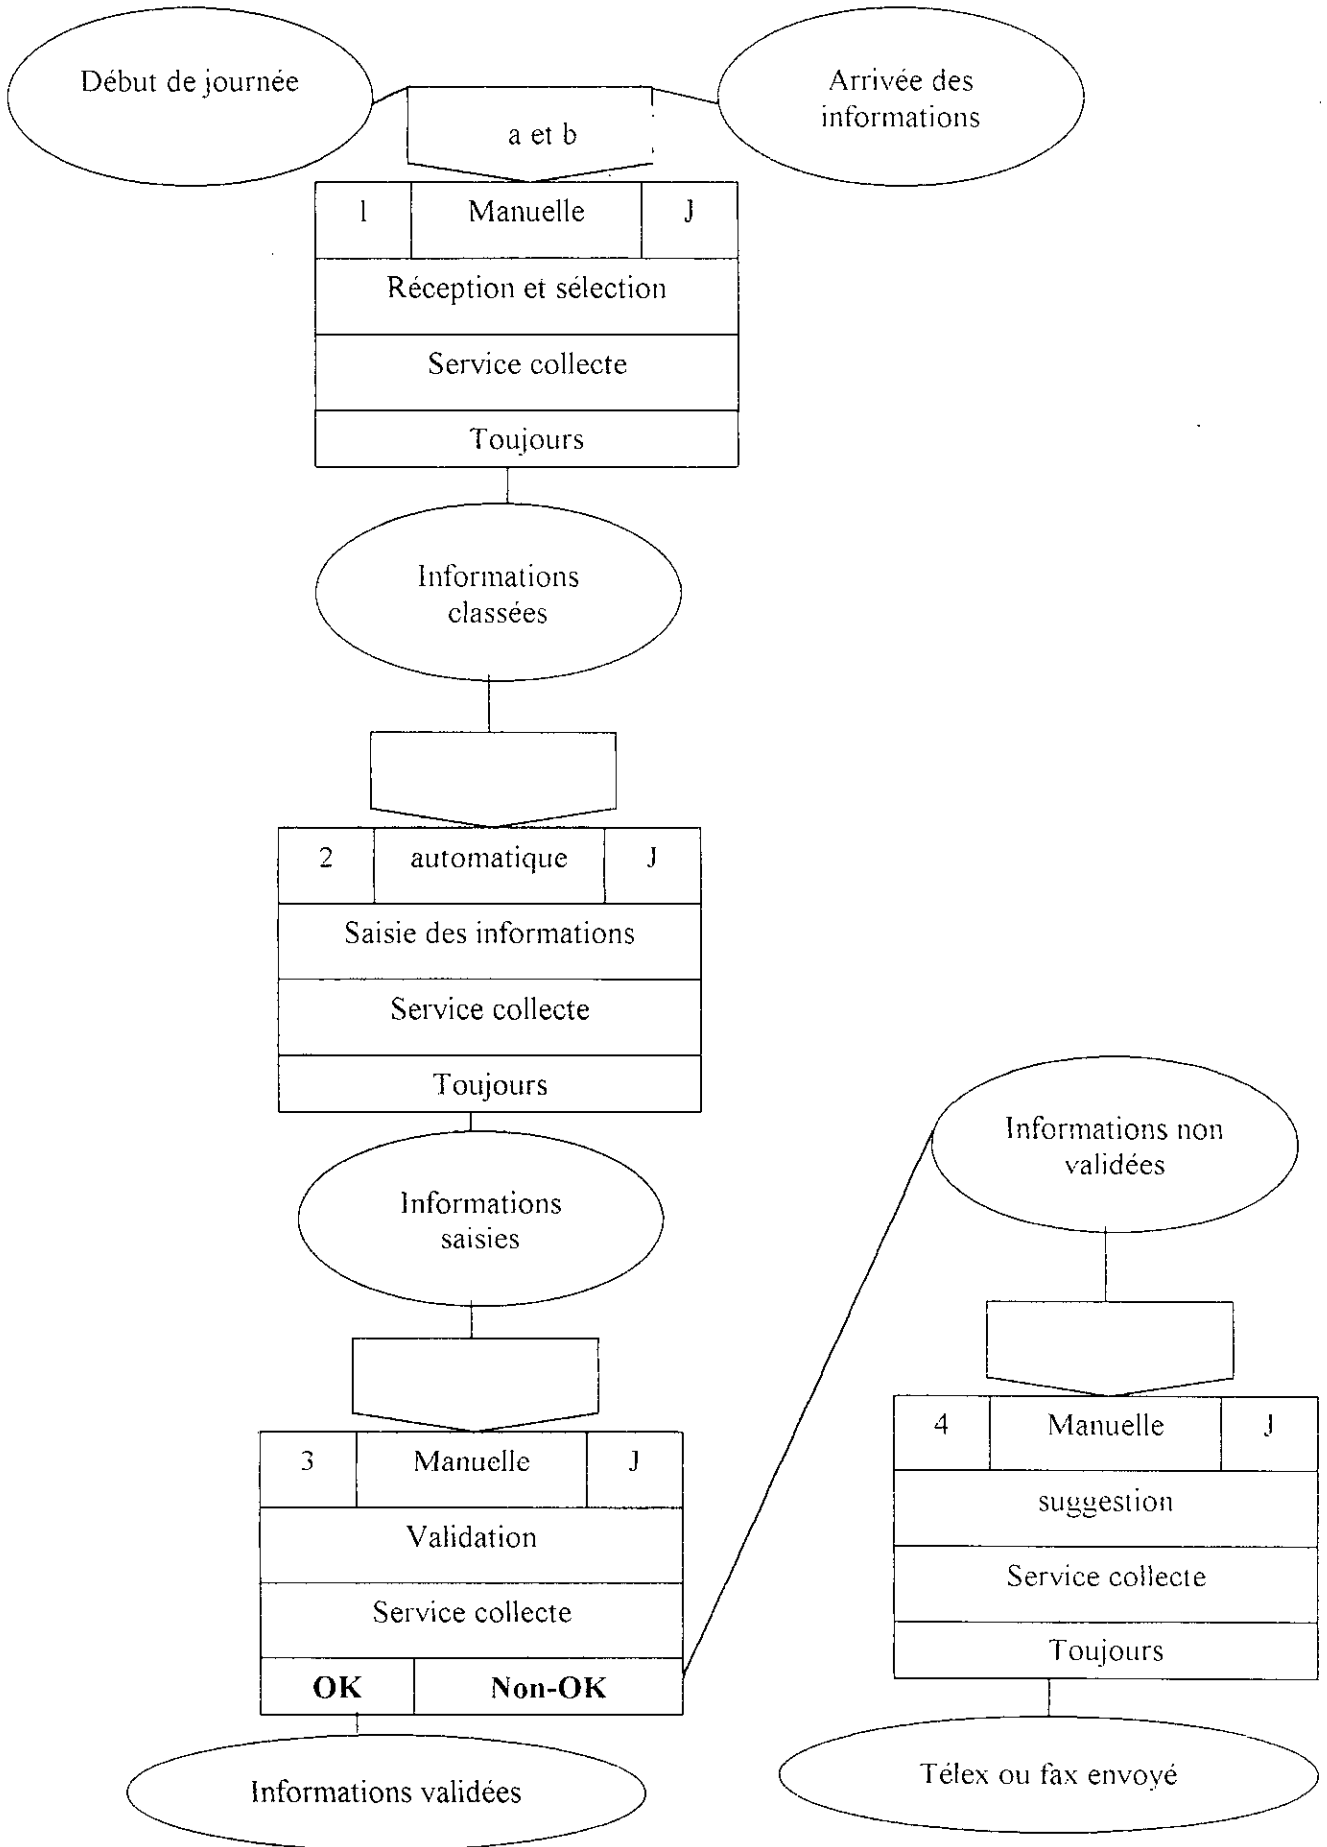 Début de journée
Arrivée des
informations
a et b
1 Manuelle J
Réception et sélection
Service collecte
Toujours
Informations
classées
2 automatique J
Saisie des informations
Service collecte
Toujours
Informations
saisies
3 Manuelle J
Validation
Service collecte
OK Non-OK
Informations validées
Informations non
validées
4 Manuelle J
suggestion
Service collecte
Toujours
Télex ou fax envoyé